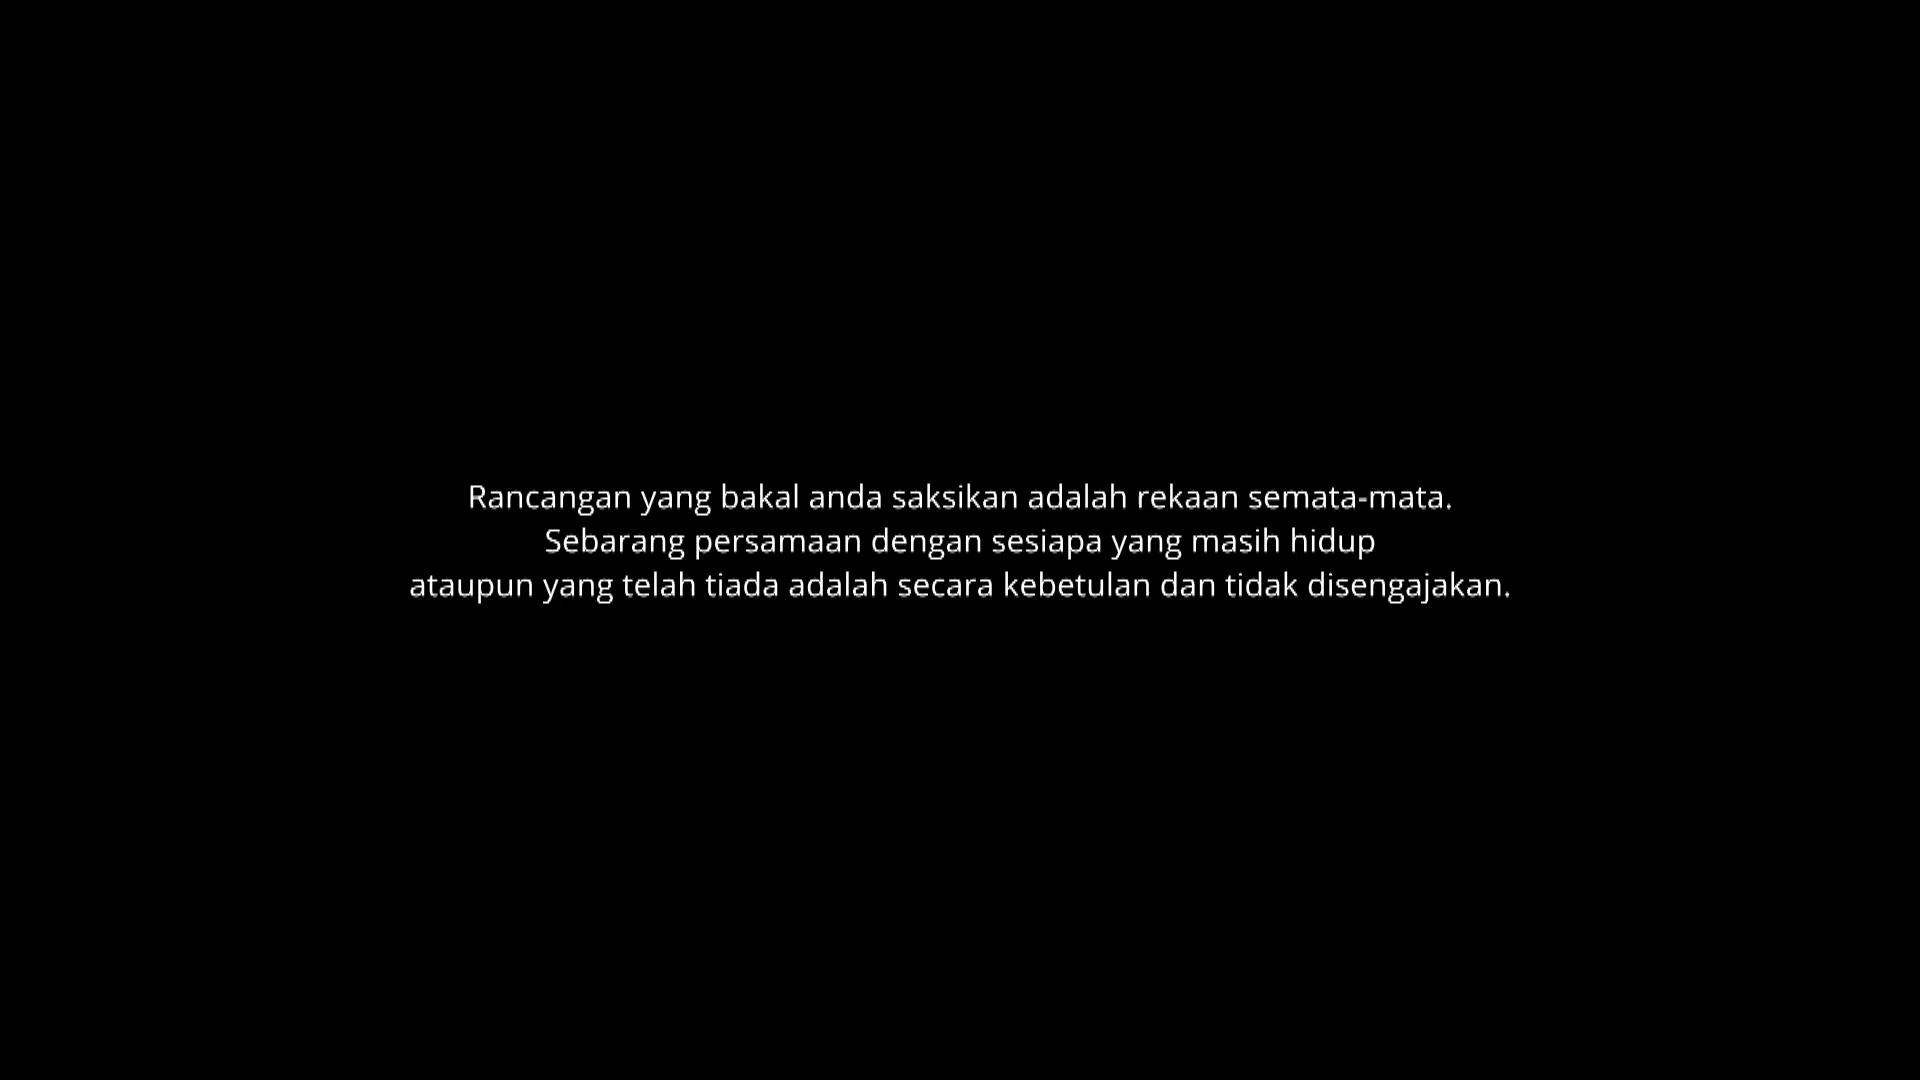 Rancangan yang bakal anda saksikan adalah rekaan semata-mata.
Sebarang persamaan dengan sesiapa yang masih hidup
ataupun yang telah tiada adalah secara kebetulan dan tidak disengajakan.